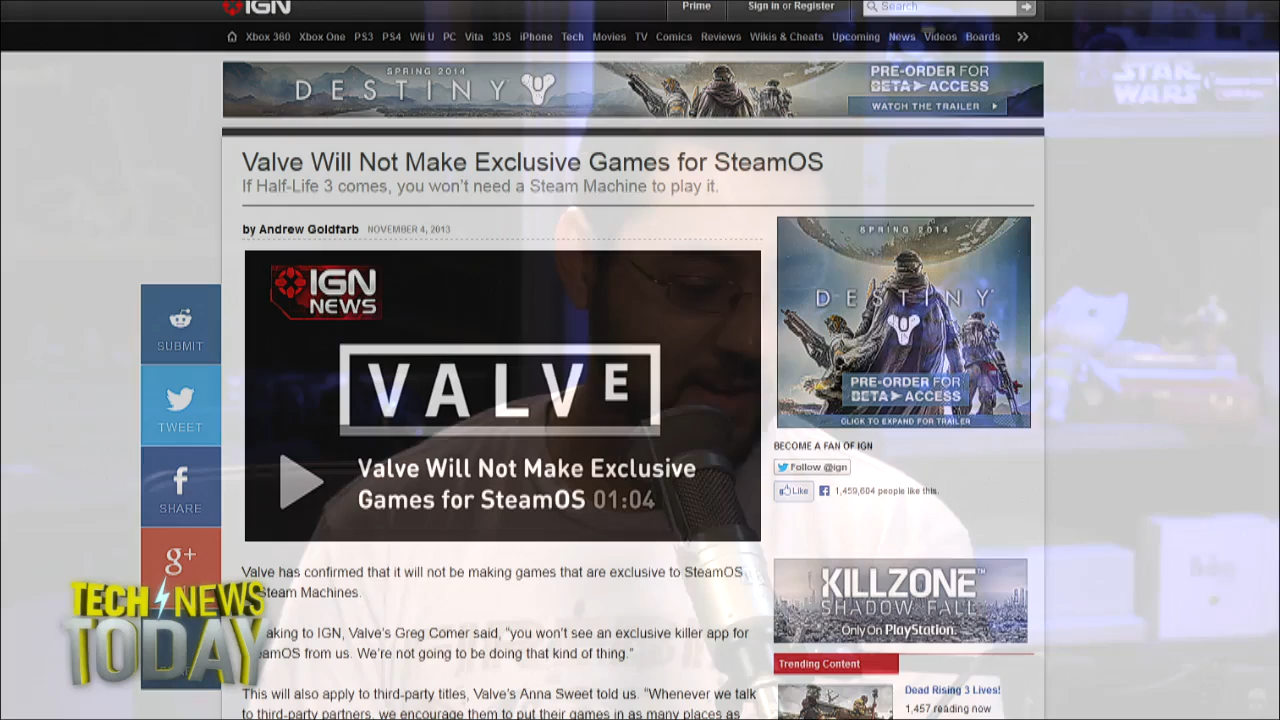 IGN
Prime
Sign in or Register
Search
Xbox 360 Xbox One PS3 PS4 Wii U PC Vita 3DS iPhone Tech Movies TV Comics Reviews Wikis & Cheats Upcoming News Videos Boards
SPRING 2014
DESTINY
PRE-ORDER FOR
BETA ACCESS
WATCH THE TRAILER
STAR
WARS
Valve Will Not Make Exclusive Games for SteamOS
If Half-Life 3 comes, you won't need a Steam Machine to play it.
by Andrew Goldfarb NOVEMBER 4, 2013
IGN
NEWS
VALVE
Valve Will Not Make Exclusive
Games for SteamOS 01:04
SUBMIT
TWEET
SHARE
g+
SPRING 2014
DESTINY
PRE-ORDER FOR
BETA ACCESS
CLICK TO EXPAND FOR TRAILER
BECOME A FAN OF IGN
Follow @ign
Like
1,459,604 people like this.
KILLZONE™
SHADOW FALL
Only On PlayStation.
Trending Content
Dead Rising 3 Lives!
1,457 reading now
Valve has confirmed that it will not be making games that are exclusive to SteamOS
Steam Machines.
aking to IGN, Valve's Greg Comer said, "you won't see an exclusive killer app for
amOS from us. We're not going to be doing that kind of thing."
This will also apply to third-party titles, Valve's Anna Sweet told us. "Whenever we talk
to third-party partners, we encourage them to put their games in as many places as
TECH NEWS
TODAY